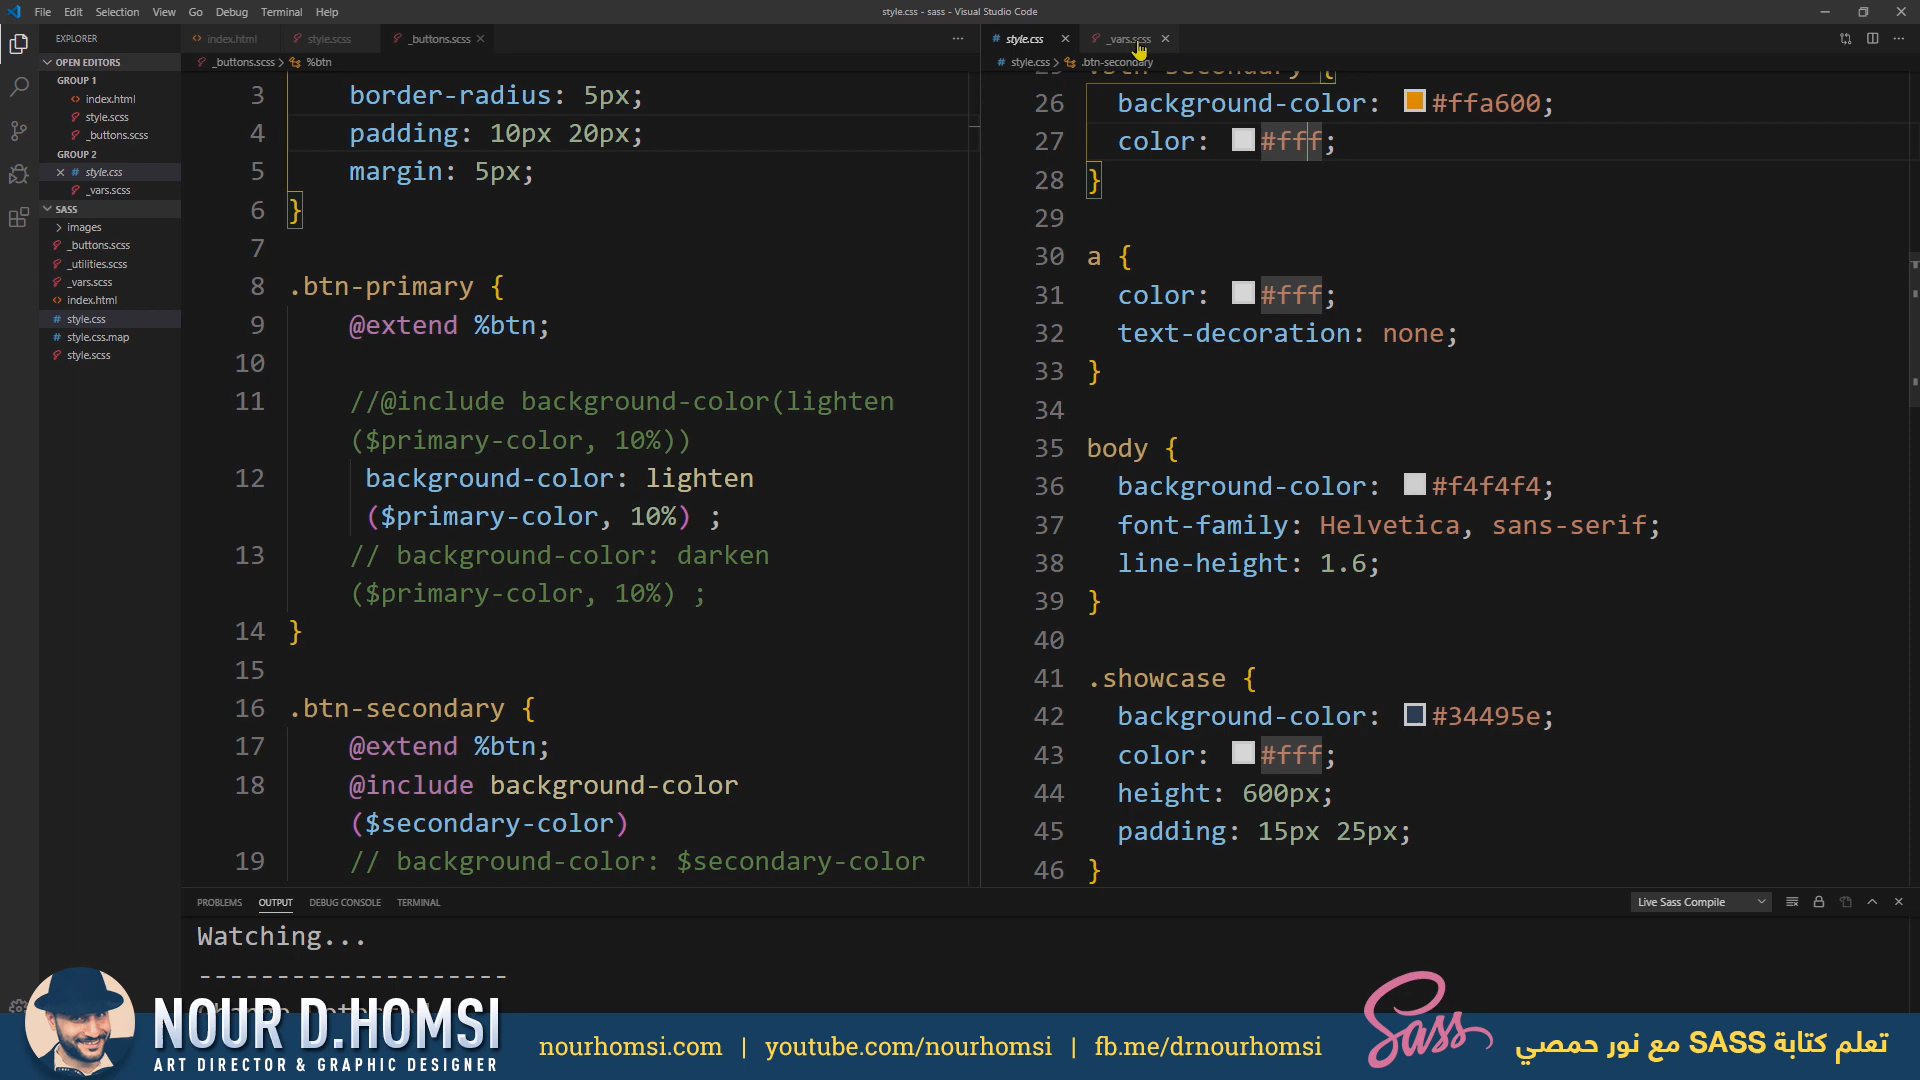 File Edit Selection View Go Debug Terminal Help
style.css - sass - Visual Studio Code
EXPLORER
OPEN EDITORS
GROUP 1
index.html
style.scss
_buttons.scss
GROUP 2
style.css
_vars.scss
SASS
images
_buttons.scss
_utilities.scss
_vars.scss
index.html
style.css
style.css.map
style.scss
index.html style.scss _buttons.scss
_buttons.scss > %btn
3 border-radius: 5px;
4 padding: 10px 20px;
5 margin: 5px;
6 }
7
8 .btn-primary {
9 @extend %btn;
10
11 //@include background-color(lighten
($primary-color, 10%))
12 background-color: lighten
($primary-color, 10%) ;
13 // background-color: darken
($primary-color, 10%) ;
14 }
15
16 .btn-secondary {
17 @extend %btn;
18 @include background-color
($secondary-color)
19 // background-color: $secondary-color
style.css _vars.scss
style.css > .btn-secondary
25 .btn-secondary {
26 background-color: #ffa600;
27 color: #fff;
28 }
29
30 a {
31 color: #fff;
32 text-decoration: none;
33 }
34
35 body {
36 background-color: #f4f4f4;
37 font-family: Helvetica, sans-serif;
38 line-height: 1.6;
39 }
40
41 .showcase {
42 background-color: #34495e;
43 color: #fff;
44 height: 600px;
45 padding: 15px 25px;
46 }
PROBLEMS OUTPUT DEBUG CONSOLE TERMINAL
Live Sass Compile
Watching...
--------------------
NOUR D.HOMSI
ART DIRECTOR & GRAPHIC DESIGNER
nourhomsi.com | youtube.com/nourhomsi | fb.me/drnourhomsi
Sass
تعلم كتابة SASS مع نور حمصي